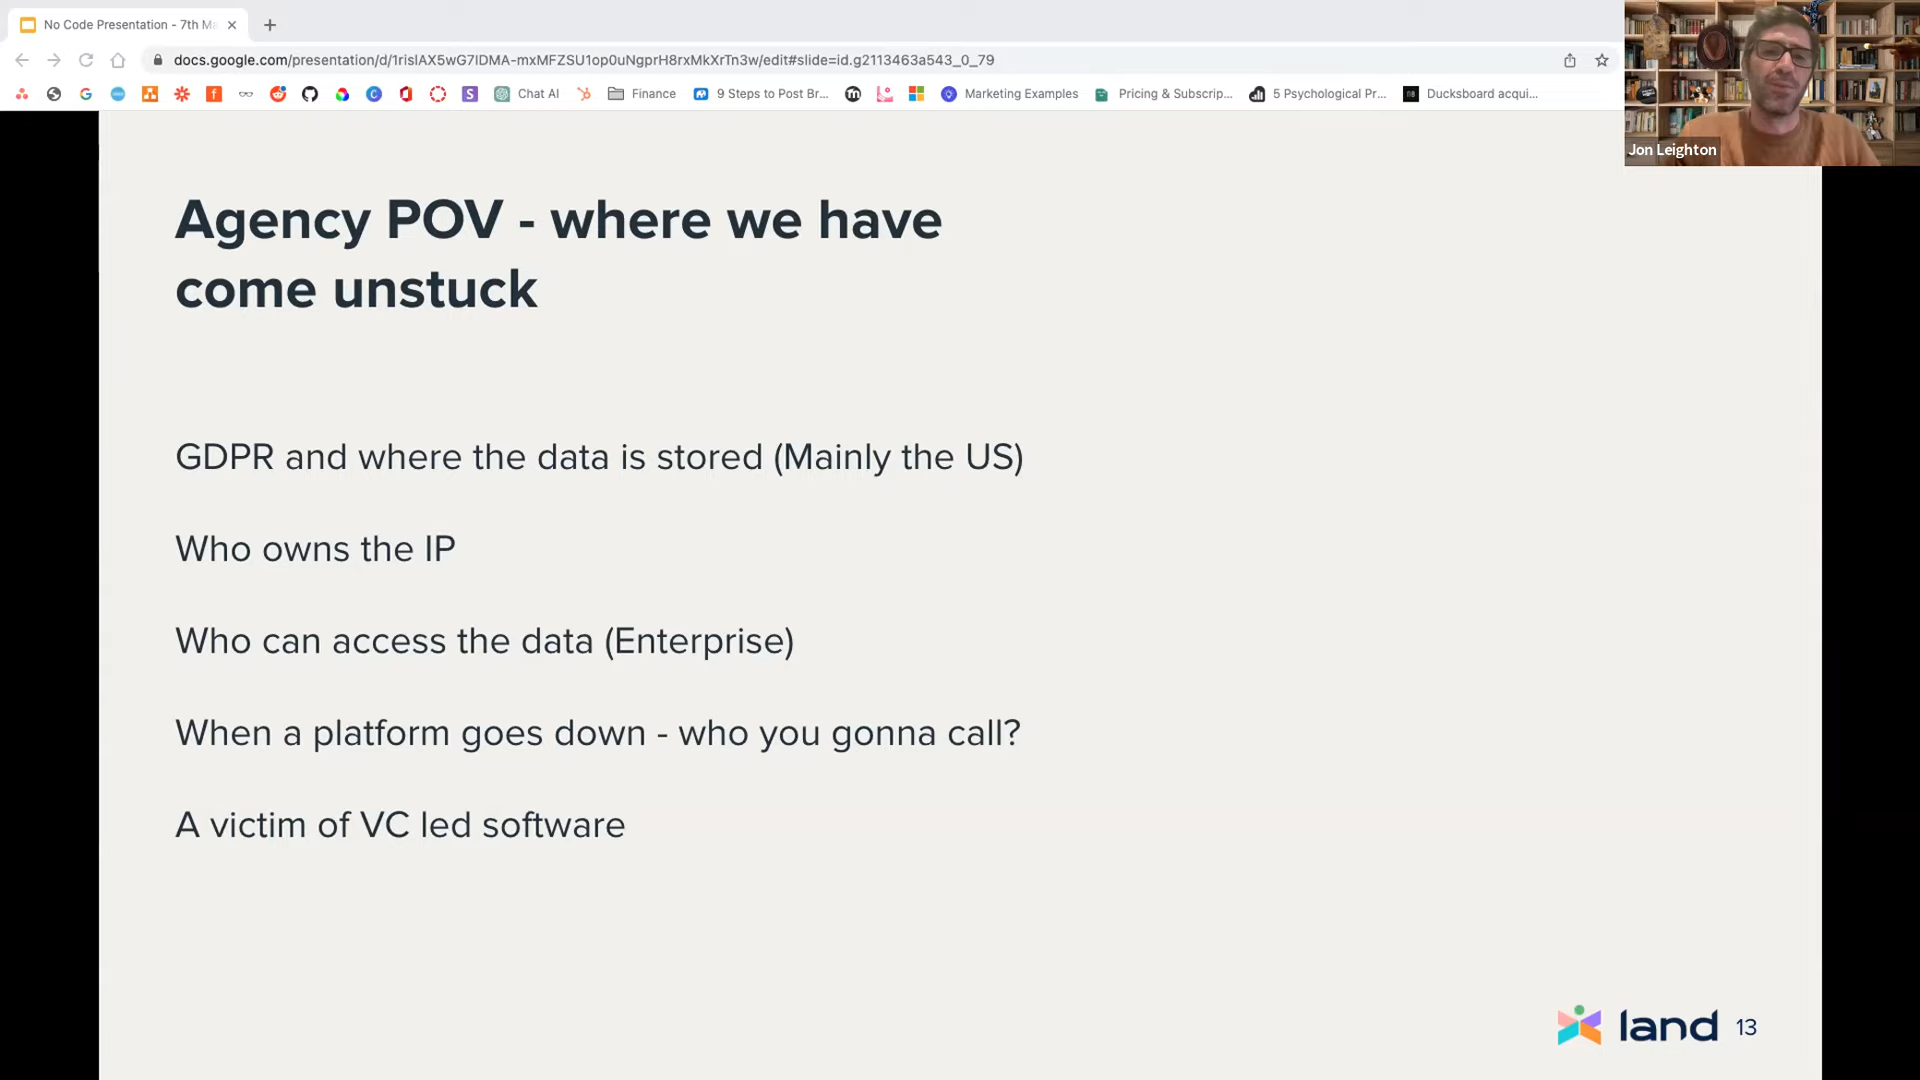 No Code Presentation - 7th Ma
docs.google.com/presentation/d/1rislAX5wG7lDMA-mxMFZSU1op0uNgprH8rxMkXrTn3w/edit#slide=id.g2113463a543_0_79
Chat AI
Finance
9 Steps to Post Br...
Marketing Examples
Pricing & Subscrip...
5 Psychological Pr...
Ducksboard acqui...
Jon Leighton
Agency POV - where we have
come unstuck
GDPR and where the data is stored (Mainly the US)
Who owns the IP
Who can access the data (Enterprise)
When a platform goes down - who you gonna call?
A victim of VC led software
land 13